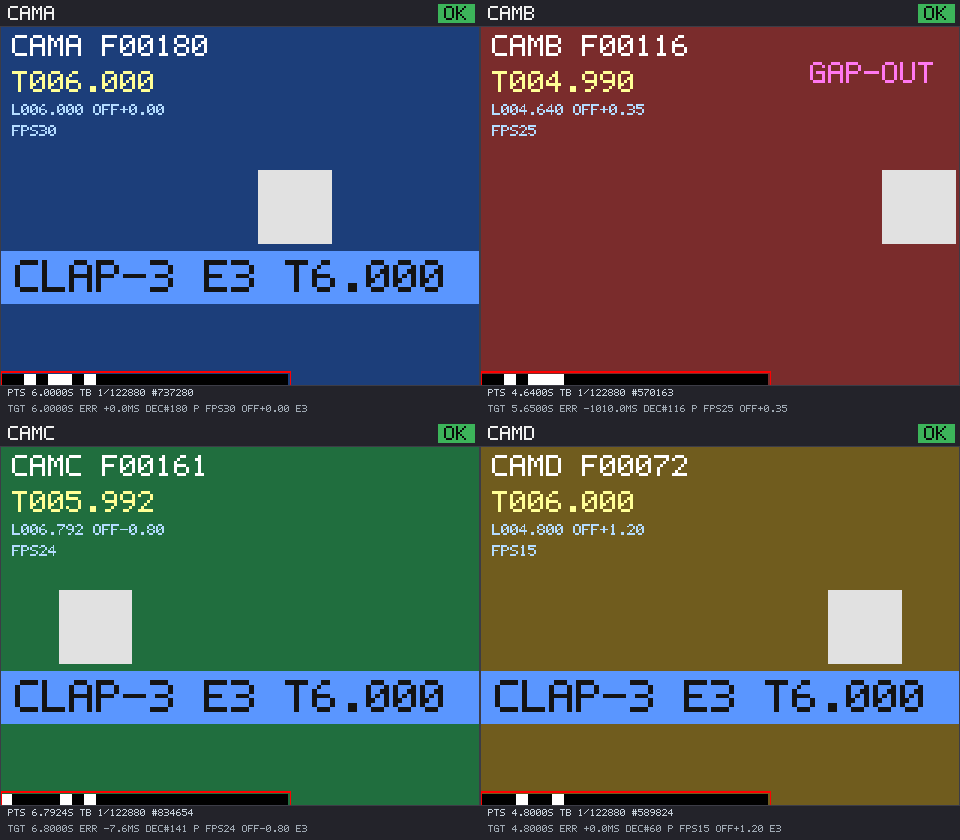 CAMA OK
CAMA F00180
T006.000
L006.000 OFF+0.00
FPS30
CLAP-3 E3 T6.000
PTS 6.0000S TB 1/122880 #737280
TGT 6.0000S ERR +0.0MS DEC#180 P FPS30 OFF+0.00 E3
CAMB OK
CAMB F00116
GAP-OUT
T004.990
L004.640 OFF+0.35
FPS25
PTS 4.6400S TB 1/122880 #570163
TGT 5.6500S ERR -1010.0MS DEC#116 P FPS25 OFF+0.35
CAMC OK
CAMC F00161
T005.992
L006.792 OFF-0.80
FPS24
CLAP-3 E3 T6.000
PTS 6.7924S TB 1/122880 #834654
TGT 6.8000S ERR -7.6MS DEC#141 P FPS24 OFF-0.80 E3
CAMD OK
CAMD F00072
T006.000
L004.800 OFF+1.20
FPS15
CLAP-3 E3 T6.000
PTS 4.8000S TB 1/122880 #589824
TGT 4.8000S ERR +0.0MS DEC#60 P FPS15 OFF+1.20 E3